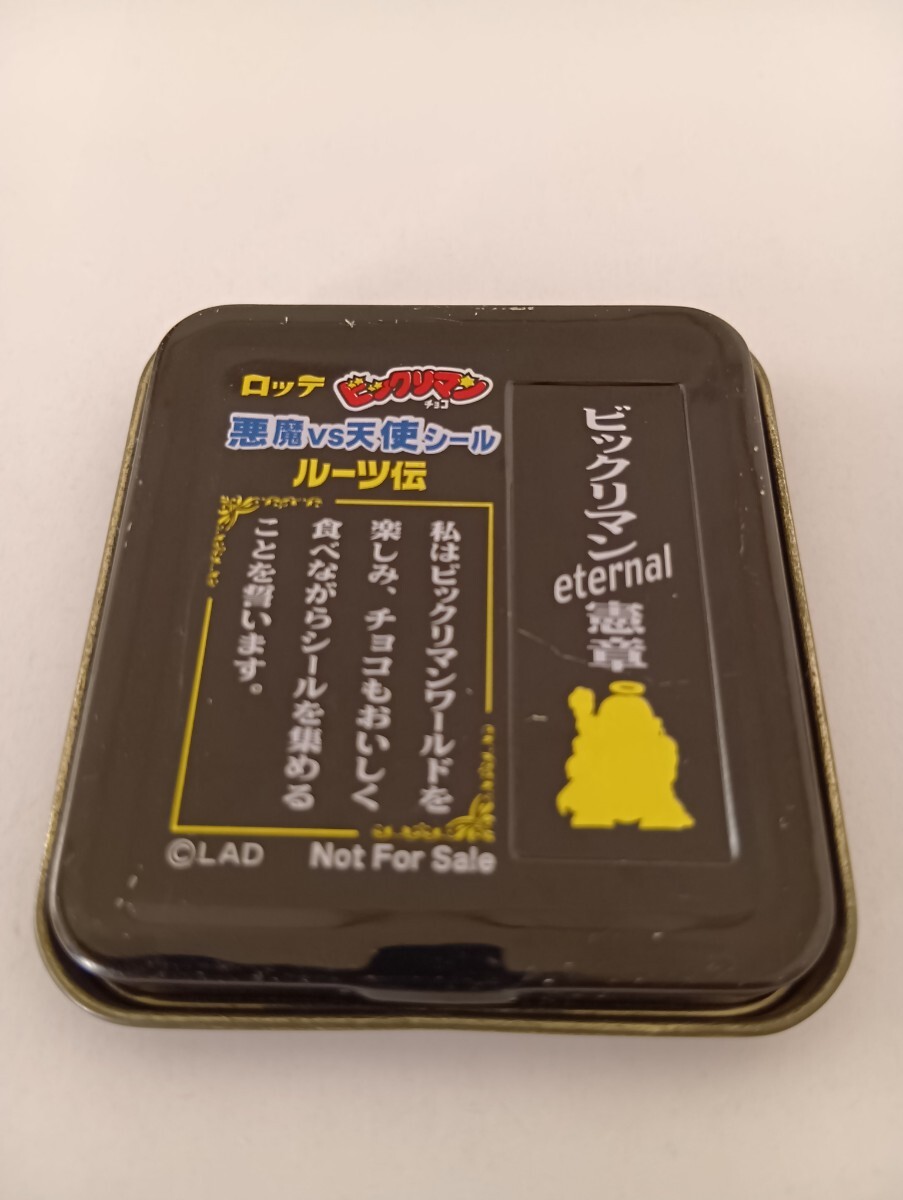 ロッテ ビックリマン
チョコ
悪魔VS天使シール
ルーツ伝
ビックリマン
eternal
憲章
私はビックリマンワールドを
楽しみ、チョコもおいしく
食べながらシールを集める
ことを誓います。
©LAD Not For Sale